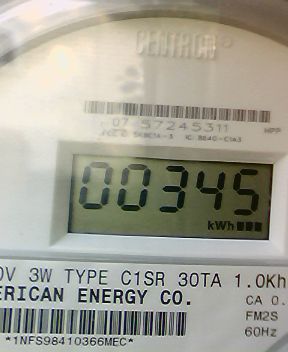 CENTRON
07 57245311
00345
kWh
0V 3W TYPE C1SR 30TA 1.0Kh
ERICAN ENERGY CO.
CA 0.
FM2S
60Hz
*1NFS98410366MEC*